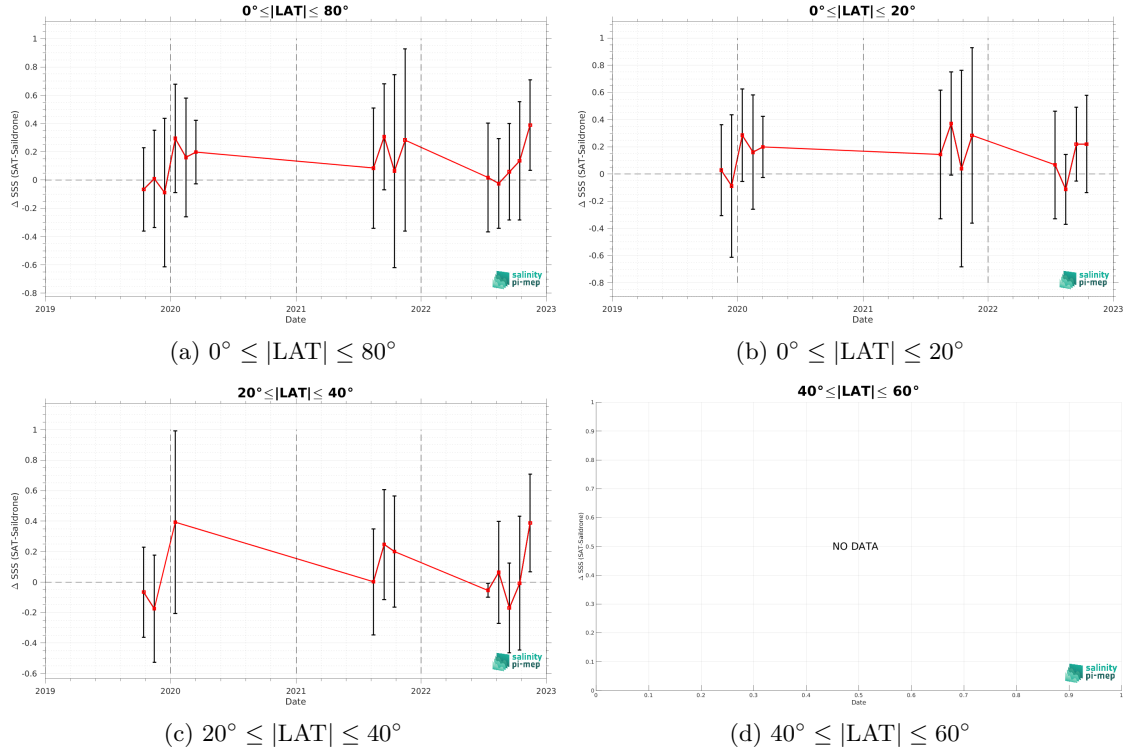 0°≤|LAT|≤ 80°
1
0.8
0.6
0.4
0.2
0
-0.2
-0.4
-0.6
-0.8
Δ SSS (SAT-Saildrone)
2019
2020
2021
2022
2023
Date
salinity
pi-mep
(a) 0° ≤ |LAT| ≤ 80°
0°≤|LAT|≤ 20°
1
0.8
0.6
0.4
0.2
0
-0.2
-0.4
-0.6
-0.8
Δ SSS (SAT-Saildrone)
2019
2020
2021
2022
2023
Date
salinity
pi-mep
(b) 0° ≤ |LAT| ≤ 20°
20°≤|LAT|≤ 40°
1
0.8
0.6
0.4
0.2
0
-0.2
-0.4
-0.6
Δ SSS (SAT-Saildrone)
2019
2020
2021
2022
2023
Date
salinity
pi-mep
(c) 20° ≤ |LAT| ≤ 40°
40°≤|LAT|≤ 60°
1
0.9
0.8
0.7
0.6
0.5
0.4
0.3
0.2
0.1
0
Δ SSS (SAT-Saildrone)
NO DATA
0
0.1
0.2
0.3
0.4
0.5
0.6
0.7
0.8
0.9
1
Date
salinity
pi-mep
(d) 40° ≤ |LAT| ≤ 60°